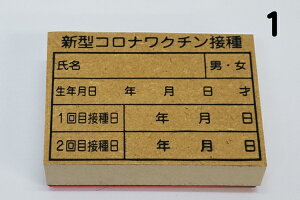 1
新型コロナワクチン接種
氏名 男・女
生年月日 年 月 日 才
1回目接種日 年 月 日
2回目接種日 年 月 日